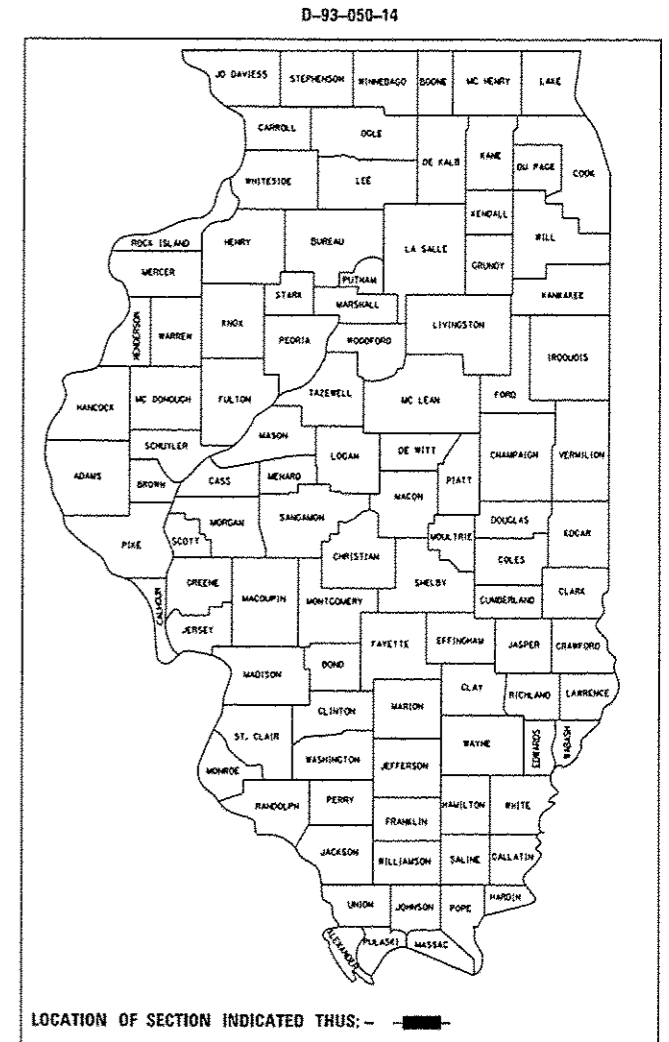 D-93-050-14
JO DAVIESS STEPHENSON WINNEBAGO BOONE MC HENRY LAKE
CARROLL OGLE DE KALB KANE DU PAGE COOK
WHITESIDE LEE
KENDALL WILL
ROCK ISLAND HENRY BUREAU LA SALLE GRUNDY
MERCER PUTNAM KANKAKEE
STARK MARSHALL
HENDERSON WARREN KNOX PEORIA WOODFORD LIVINGSTON IROQUOIS
HANCOCK MC DONOUGH FULTON TAZEWELL MC LEAN FORD
MASON
SCHUYLER LOGAN DE WITT CHAMPAIGN VERMILION
ADAMS BROWN CASS MENARD MACON PIATT
MORGAN SANGAMON DOUGLAS
PIKE SCOTT CHRISTIAN MOULTRIE COLES EDGAR
GREENE SHELBY
CALHOUN MACOUPIN MONTGOMERY CUMBERLAND CLARK
JERSEY
FAYETTE EFFINGHAM JASPER CRAWFORD
MADISON BOND
CLAY RICHLAND LAWRENCE
CLINTON MARION
ST. CLAIR WAYNE EDWARDS WABASH
WASHINGTON JEFFERSON
MONROE
RANDOLPH PERRY HAMILTON WHITE
FRANKLIN
JACKSON WILLIAMSON SALINE GALLATIN
UNION JOHNSON POPE HARDIN
ALEXANDER PULASKI MASSAC
LOCATION OF SECTION INDICATED THUS: -